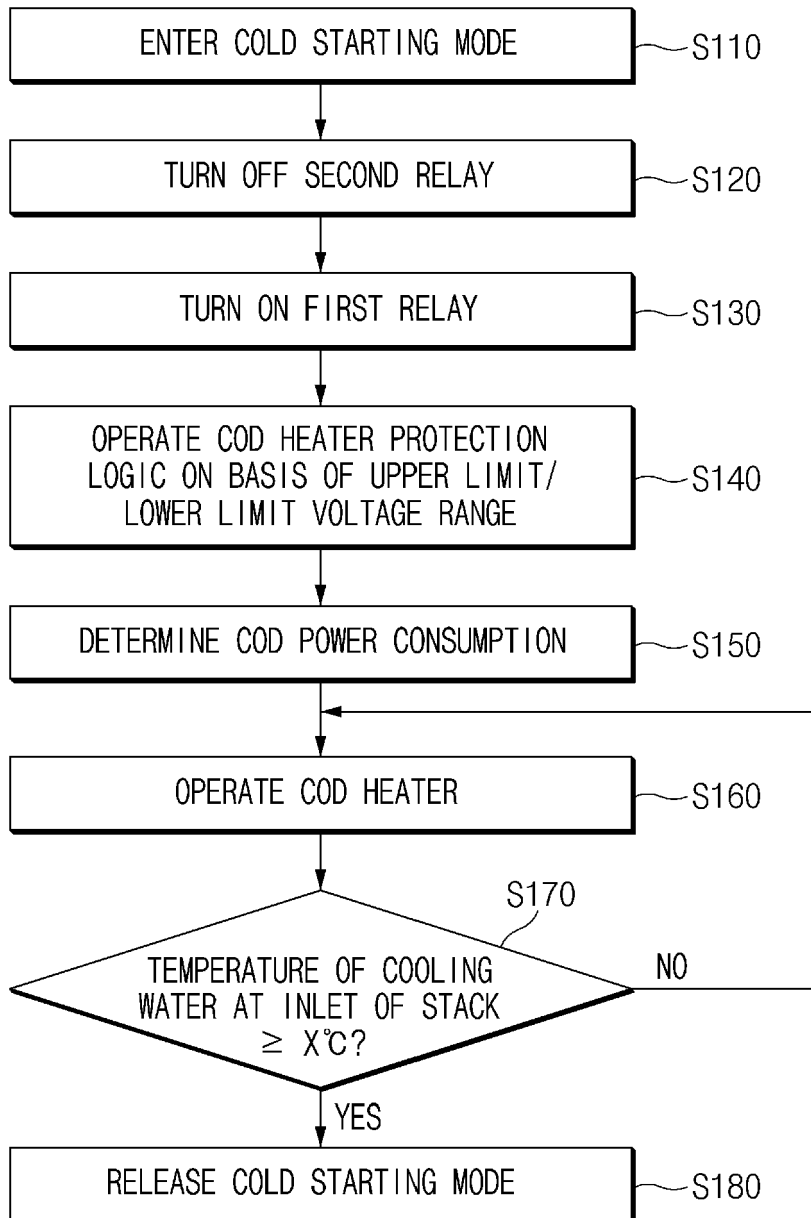 ENTER COLD STARTING MODE
S110
TURN OFF SECOND RELAY
S120
TURN ON FIRST RELAY
S130
OPERATE COD HEATER PROTECTION
LOGIC ON BASIS OF UPPER LIMIT/
LOWER LIMIT VOLTAGE RANGE
S140
DETERMINE COD POWER CONSUMPTION
S150
OPERATE COD HEATER
S160
S170
TEMPERATURE OF COOLING
WATER AT INLET OF STACK
≥ X℃?
NO
YES
RELEASE COLD STARTING MODE
S180